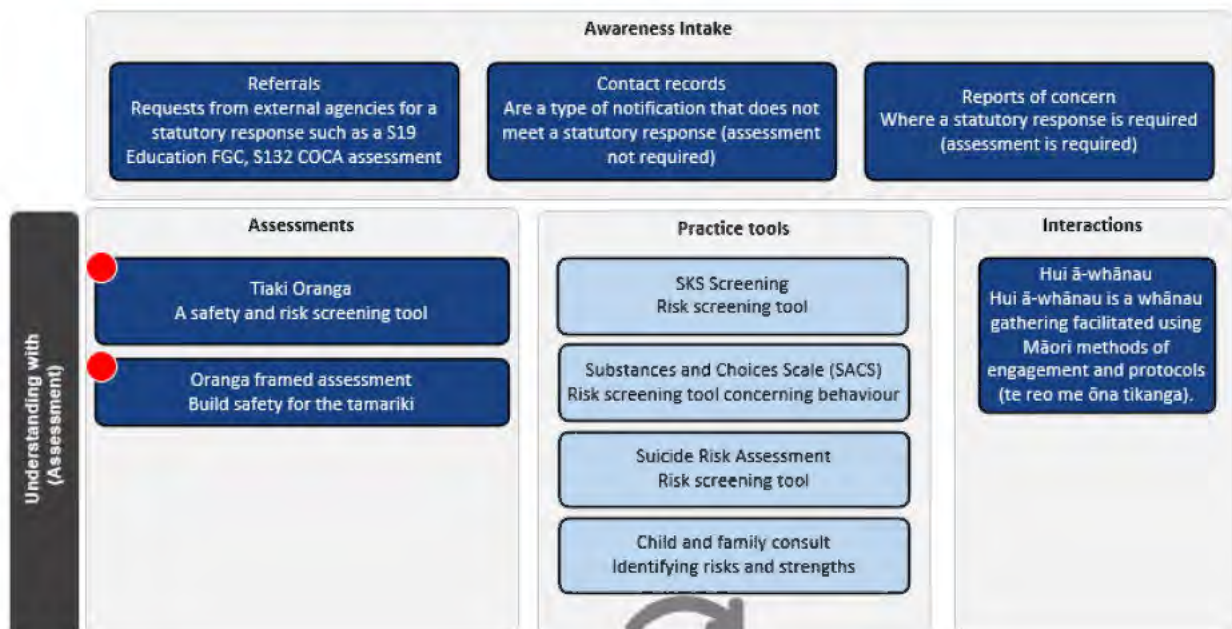 Awareness Intake
Referrals
Requests from external agencies for a
statutory response such as a S19
Education FGC, S132 COCA assessment
Contact records
Are a type of notification that does not
meet a statutory response (assessment
not required)
Reports of concern
Where a statutory response is required
(assessment is required)
Understanding with
(Assessment)
Assessments
Tiaki Oranga
A safety and risk screening tool
Oranga framed assessment
Build safety for the tamariki
Practice tools
SKS Screening
Risk screening tool
Substances and Choices Scale (SACS)
Risk screening tool concerning behaviour
Suicide Risk Assessment
Risk screening tool
Child and family consult
Identifying risks and strengths
Interactions
Hui ā-whānau
Hui ā-whānau is a whānau
gathering facilitated using
Māori methods of
engagement and protocols
(te reo me ōna tikanga).